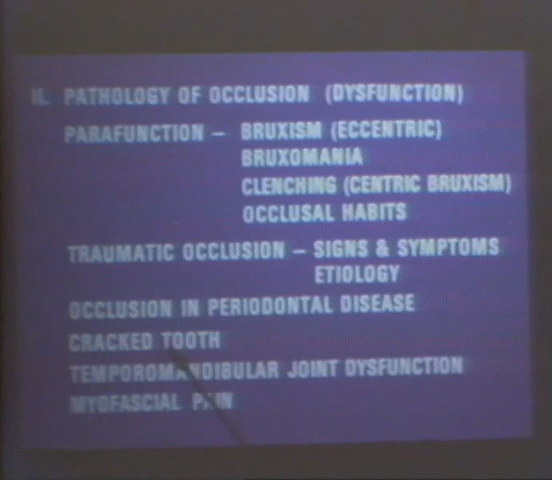 II. PATHOLOGY OF OCCLUSION (DYSFUNCTION)
PARAFUNCTION – BRUXISM (ECCENTRIC)
BRUXOMANIA
CLENCHING (CENTRIC BRUXISM)
OCCLUSAL HABITS
TRAUMATIC OCCLUSION – SIGNS & SYMPTOMS
ETIOLOGY
OCCLUSION IN PERIODONTAL DISEASE
CRACKED TOOTH
TEMPOROMANDIBULAR JOINT DYSFUNCTION
MYOFASCIAL PAIN